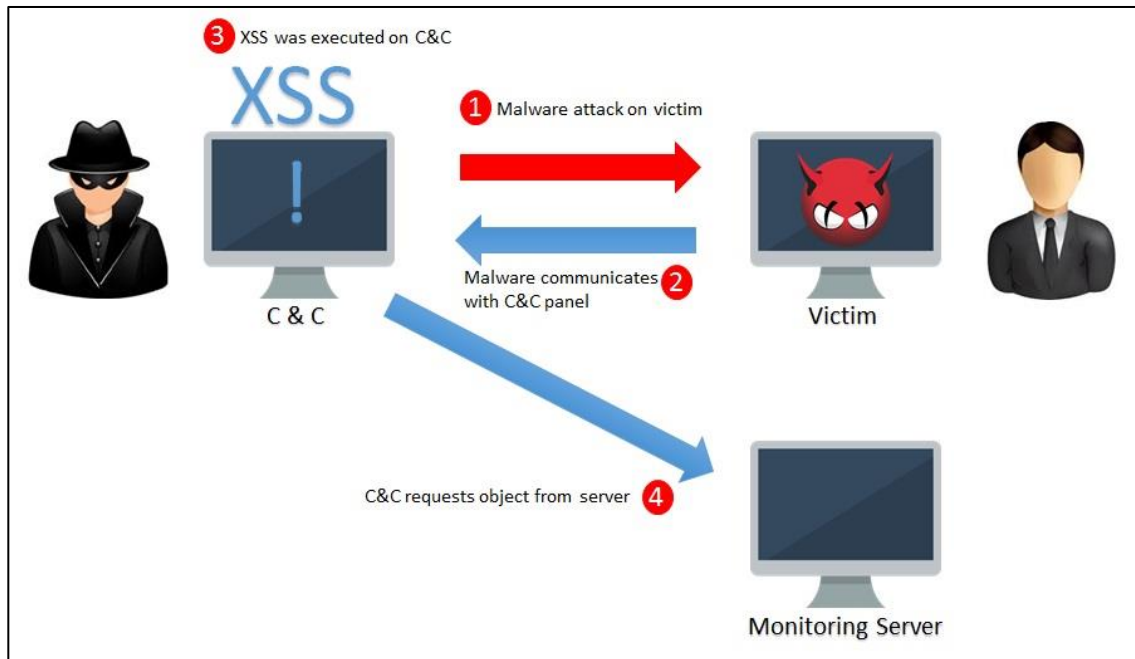 3 XSS was executed on C&C
XSS
1 Malware attack on victim
!
Malware communicates 2
with C&C panel
C & C
Victim
C&C requests object from server 4
Monitoring Server